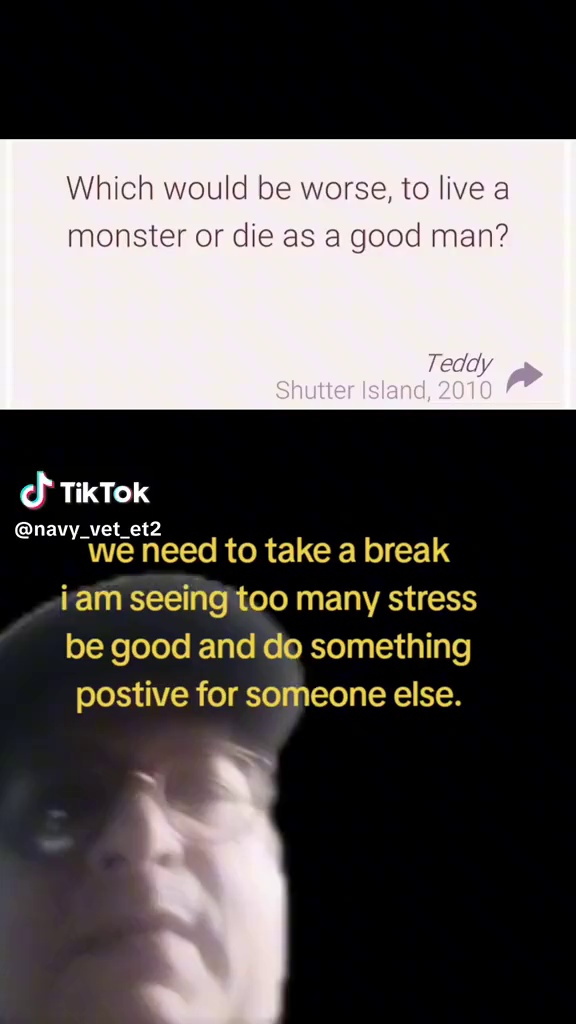 Which would be worse, to live a
monster or die as a good man?
Teddy
Shutter Island, 2010
TikTok
@navy_vet_et2
we need to take a break
i am seeing too many stress
be good and do something
postive for someone else.